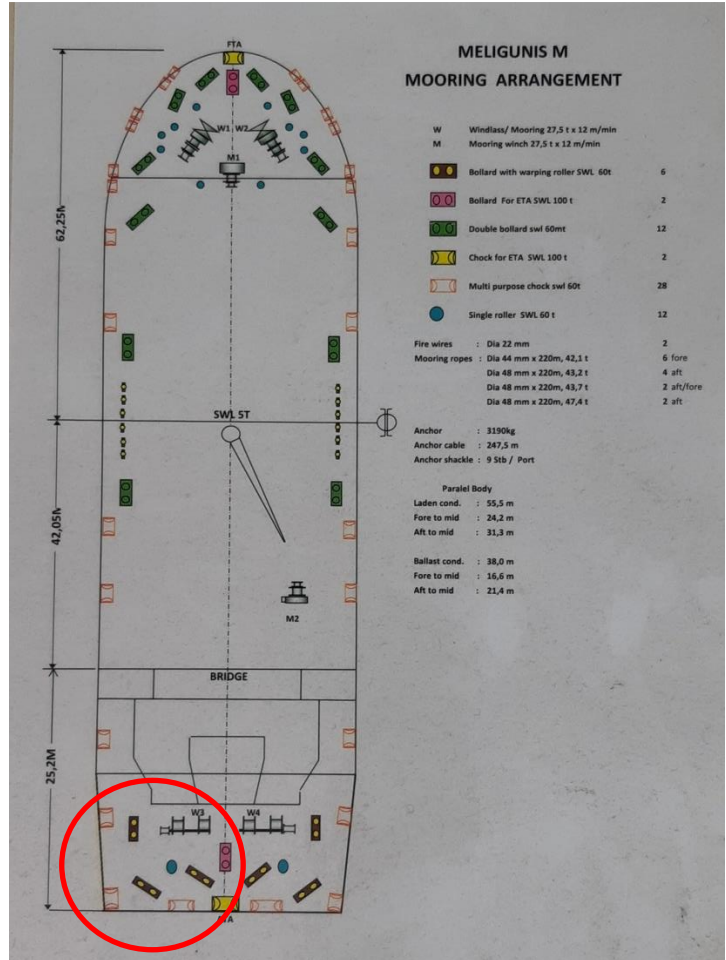 MELIGUNIS M
MOORING ARRANGEMENT
W Windlass/ Mooring 27,5 t x 12 m/min
M Mooring winch 27,5 t x 12 m/min
Bollard with warping roller SWL 60t 6
Bollard For ETA SWL 100 t 2
Double bollard swl 60mt 12
Chock for ETA SWL 100 t 2
Multi purpose chock swl 60t 28
Single roller SWL 60 t 12
Fire wires : Dia 22 mm 2
Mooring ropes : Dia 44 mm x 220m, 42,1 t 6 fore
Dia 48 mm x 220m, 43,2 t 4 aft
Dia 48 mm x 220m, 43,7 t 2 aft/fore
Dia 48 mm x 220m, 47,4 t 2 aft
Anchor : 3190kg
Anchor cable : 247,5 m
Anchor shackle : 9 Stb / Port
Paralel Body
Laden cond. : 55,5 m
Fore to mid : 24,2 m
Aft to mid : 31,3 m
Ballast cond. : 38,0 m
Fore to mid : 16,6 m
Aft to mid : 21,4 m
FTA
W1 W2
M1
62,25M
SWL 5T
42,05M
M2
BRIDGE
25,2M
W3 W4